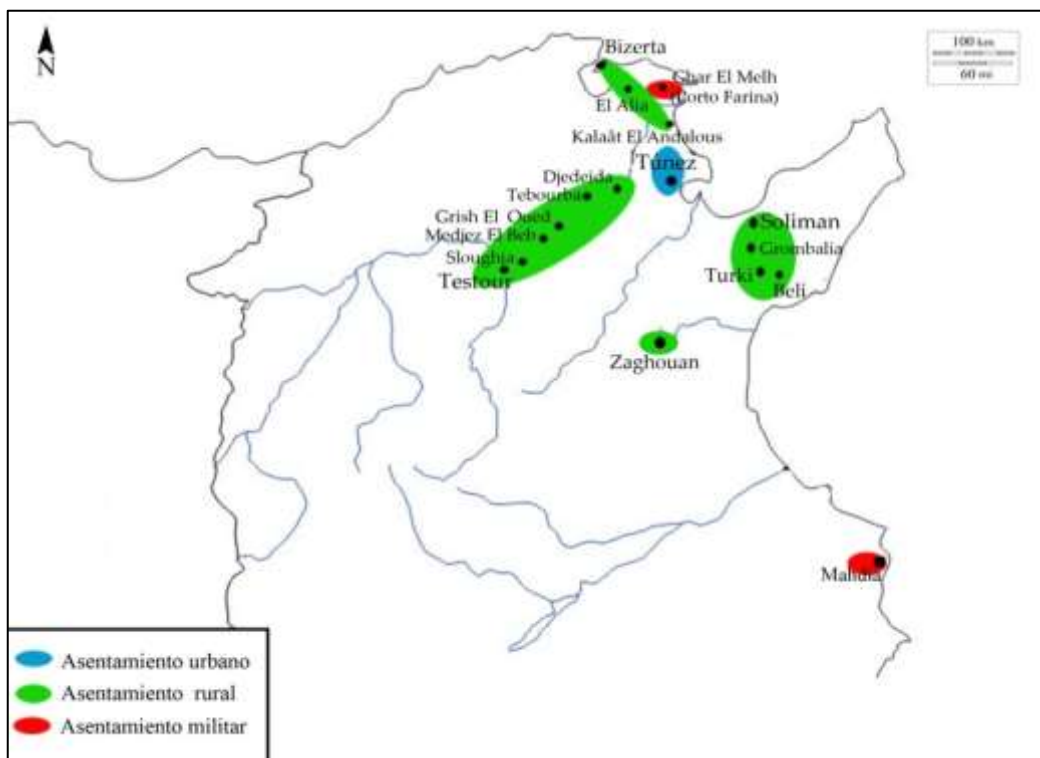 N
100 km
60 mi
Bizerta
Ghar El Melh
(Corto Farina)
El Alia
Kalaât El Andalous
Túnez
Djedeida
Tebourba
Grish El Oued
Medjez El Beb
Sloughia
Testour
Soliman
Grombalia
Turki
Beli
Zaghouan
Mahdia
Asentamiento urbano
Asentamiento rural
Asentamiento militar